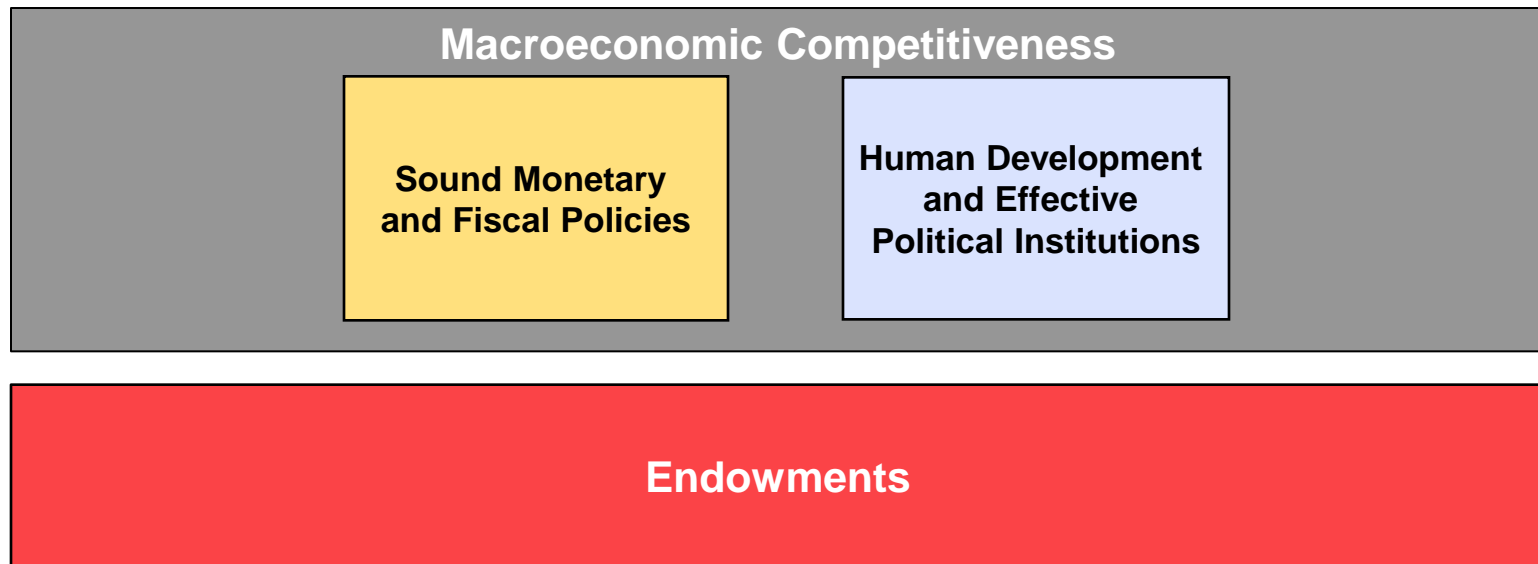 Macroeconomic Competitiveness
Sound Monetary
and Fiscal Policies
Human Development
and Effective
Political Institutions
Endowments